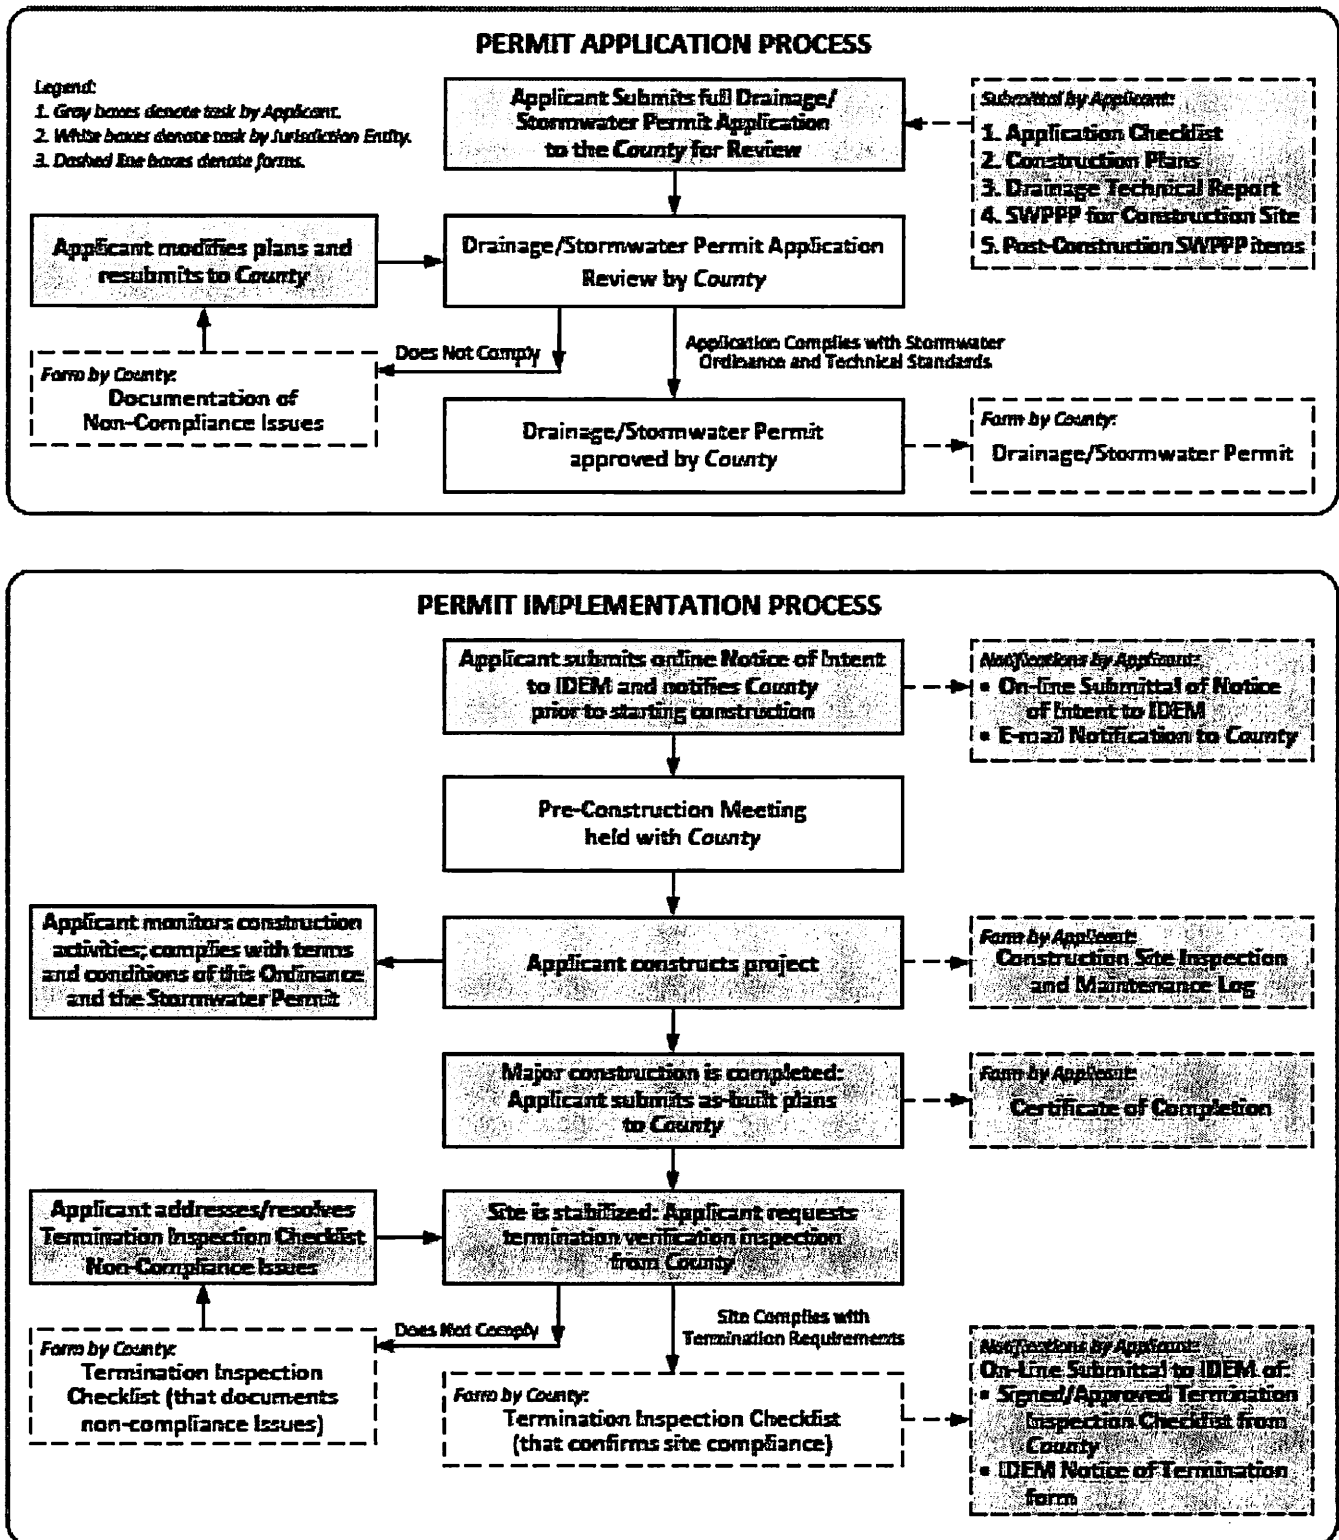 PERMIT APPLICATION PROCESS
Legend:
1. Gray boxes denote task by Applicant.
2. White boxes denote task by Jurisdiction Entity.
3. Dashed line boxes denote forms.
Applicant Submits full Drainage/
Stormwater Permit Application
to the County for Review
Submittal by Applicant:
1. Application Checklist
2. Construction Plans
3. Drainage Technical Report
4. SWPPP for Construction Site
5. Post-Construction SWPPP items
Applicant modifies plans and
resubmits to County
Drainage/Stormwater Permit Application
Review by County
Does Not Comply
Application Complies with Stormwater
Ordinance and Technical Standards
Form by County:
Documentation of
Non-Compliance Issues
Drainage/Stormwater Permit
approved by County
Form by County:
Drainage/Stormwater Permit
PERMIT IMPLEMENTATION PROCESS
Applicant submits online Notice of Intent
to IDEM and notifies County
prior to starting construction
Notifications by Applicant:
• On-line Submittal of Notice
of Intent to IDEM
• E-mail Notification to County
Pre-Construction Meeting
held with County
Applicant monitors construction
activities; complies with terms
and conditions of this Ordinance
and the Stormwater Permit
Applicant constructs project
Form by Applicant:
Construction Site Inspection
and Maintenance Log
Major construction is completed:
Applicant submits as-built plans
to County
Form by Applicant:
Certificate of Completion
Applicant addresses/resolves
Termination Inspection Checklist
Non-Compliance Issues
Site is stabilized: Applicant requests
termination verification inspection
from County
Does Not Comply
Site Complies with
Termination Requirements
Form by County:
Termination Inspection
Checklist (that documents
non-compliance Issues)
Form by County:
Termination Inspection Checklist
(that confirms site compliance)
Notifications by Applicant:
On-Line Submittal to IDEM of:
• Signed/Approved Termination
Inspection Checklist from
County
• IDEM Notice of Termination
form